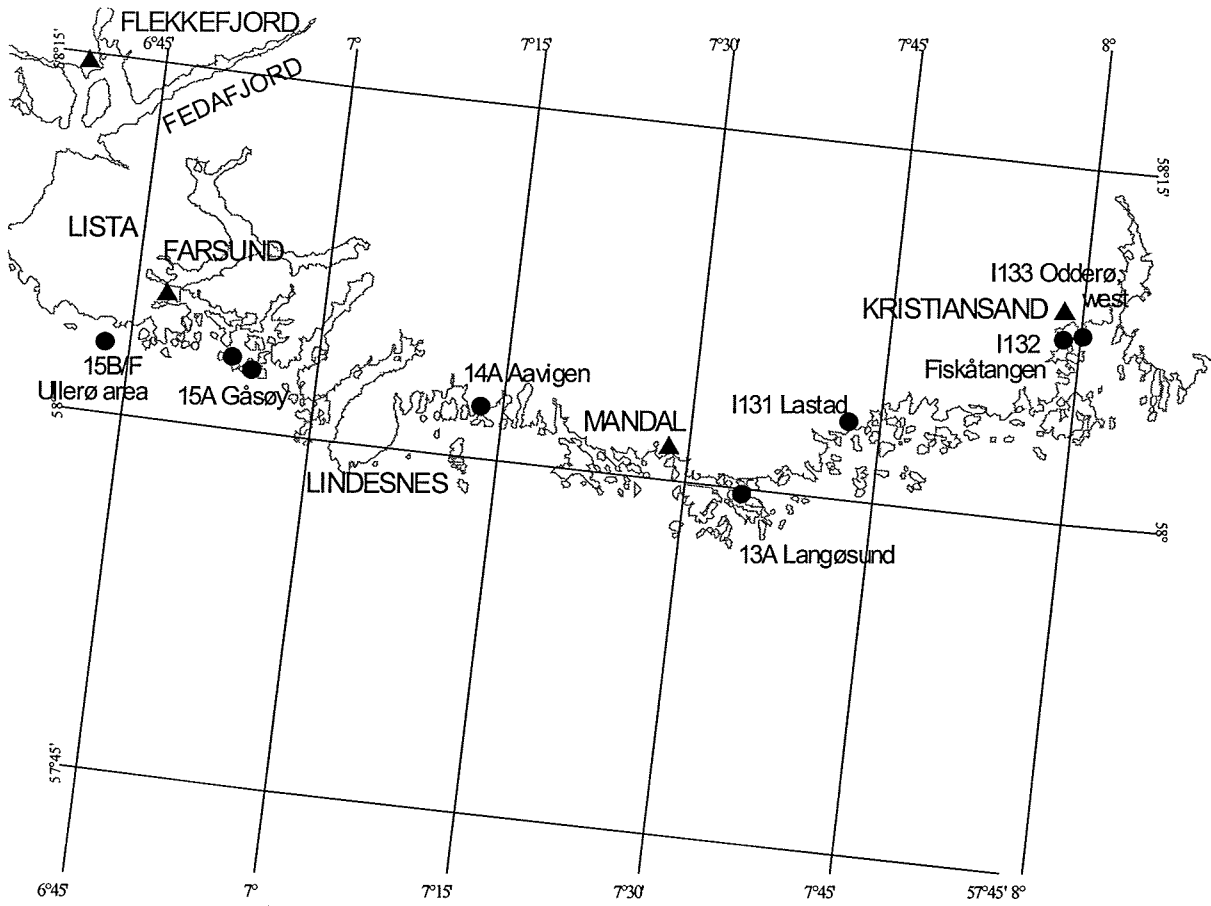 FLEKKEFJORD
58°15'
6°45'
7°
7°15'
7°30'
7°45'
8°
FEDAFJORD
58°15'
LISTA
FARSUND
I133 Odderø,
west
KRISTIANSAND
I132
Fiskåtangen
15B/F
Ullerø area
15A Gåsøy
14A Aavigen
I131 Lastad
MANDAL
58°
LINDESNES
58°
13A Langøsund
57°45'
6°45'
7°
7°15'
7°30'
7°45'
57°45'
8°